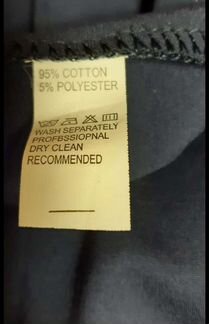 95% COTTON
5% POLYESTER
WASH SEPARATELY
PROFBSSIOPNAL
DRY CLEAN
RECOMMENDED